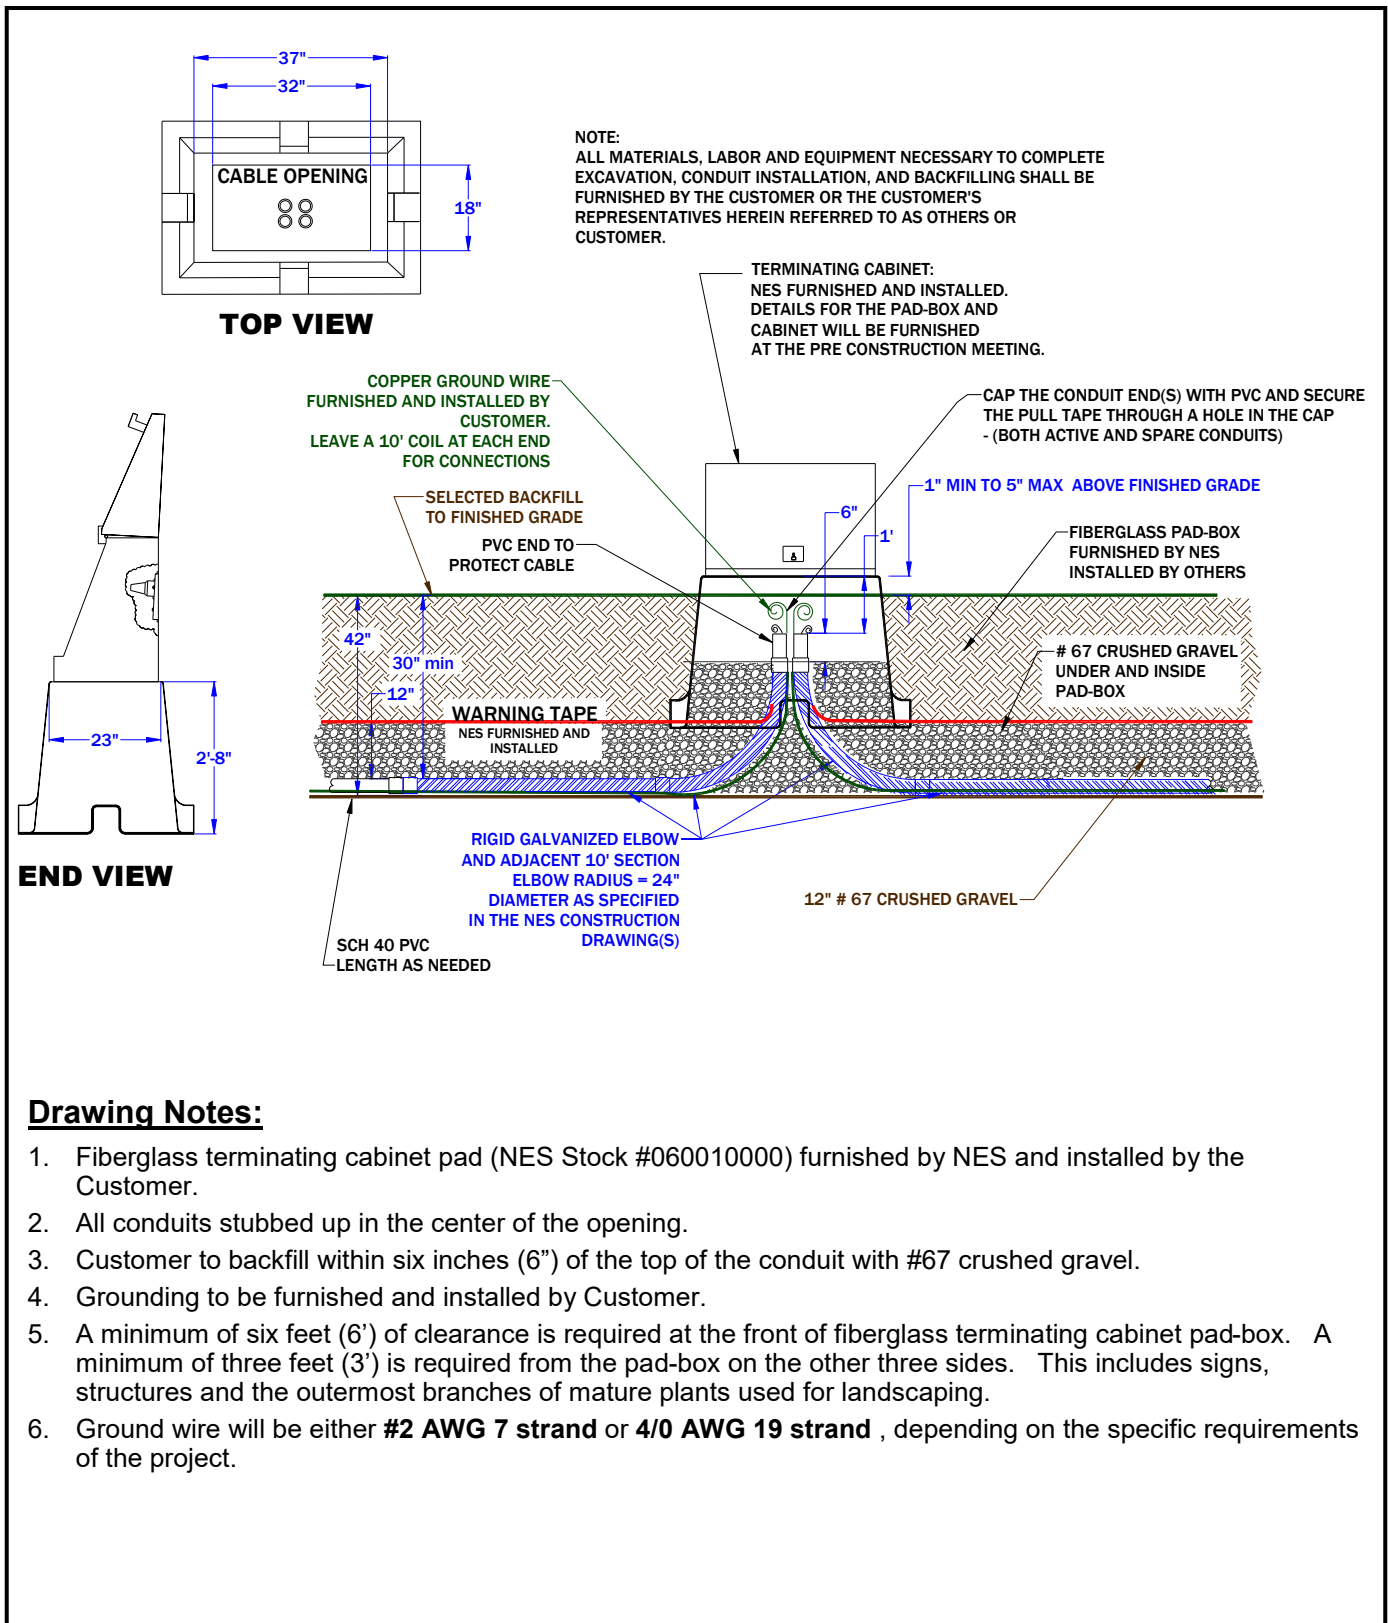 37"
32"
CABLE OPENING
18"
TOP VIEW
NOTE:
ALL MATERIALS, LABOR AND EQUIPMENT NECESSARY TO COMPLETE
EXCAVATION, CONDUIT INSTALLATION, AND BACKFILLING SHALL BE
FURNISHED BY THE CUSTOMER OR THE CUSTOMER'S
REPRESENTATIVES HEREIN REFERRED TO AS OTHERS OR
CUSTOMER.
TERMINATING CABINET:
NES FURNISHED AND INSTALLED.
DETAILS FOR THE PAD-BOX AND
CABINET WILL BE FURNISHED
AT THE PRE CONSTRUCTION MEETING.
COPPER GROUND WIRE
FURNISHED AND INSTALLED BY
CUSTOMER.
LEAVE A 10' COIL AT EACH END
FOR CONNECTIONS
CAP THE CONDUIT END(S) WITH PVC AND SECURE
THE PULL TAPE THROUGH A HOLE IN THE CAP
- (BOTH ACTIVE AND SPARE CONDUITS)
SELECTED BACKFILL
TO FINISHED GRADE
1" MIN TO 5" MAX  ABOVE FINISHED GRADE
6"
1'
PVC END TO
PROTECT CABLE
FIBERGLASS PAD-BOX
FURNISHED BY NES
INSTALLED BY OTHERS
42"
30" min
12"
# 67 CRUSHED GRAVEL
UNDER AND INSIDE
PAD-BOX
WARNING TAPE
NES FURNISHED AND
INSTALLED
23"
2'-8"
END VIEW
RIGID GALVANIZED ELBOW
AND ADJACENT 10' SECTION
ELBOW RADIUS = 24"
DIAMETER AS SPECIFIED
IN THE NES CONSTRUCTION
DRAWING(S)
12" # 67 CRUSHED GRAVEL
SCH 40 PVC
LENGTH AS NEEDED
Drawing Notes:
1. Fiberglass terminating cabinet pad (NES Stock #060010000) furnished by NES and installed by the
Customer.
2. All conduits stubbed up in the center of the opening.
3. Customer to backfill within six inches (6”) of the top of the conduit with #67 crushed gravel.
4. Grounding to be furnished and installed by Customer.
5. A minimum of six feet (6’) of clearance is required at the front of fiberglass terminating cabinet pad-box.   A
minimum of three feet (3’) is required from the pad-box on the other three sides.   This includes signs,
structures and the outermost branches of mature plants used for landscaping.
6. Ground wire will be either #2 AWG 7 strand or 4/0 AWG 19 strand , depending on the specific requirements
of the project.